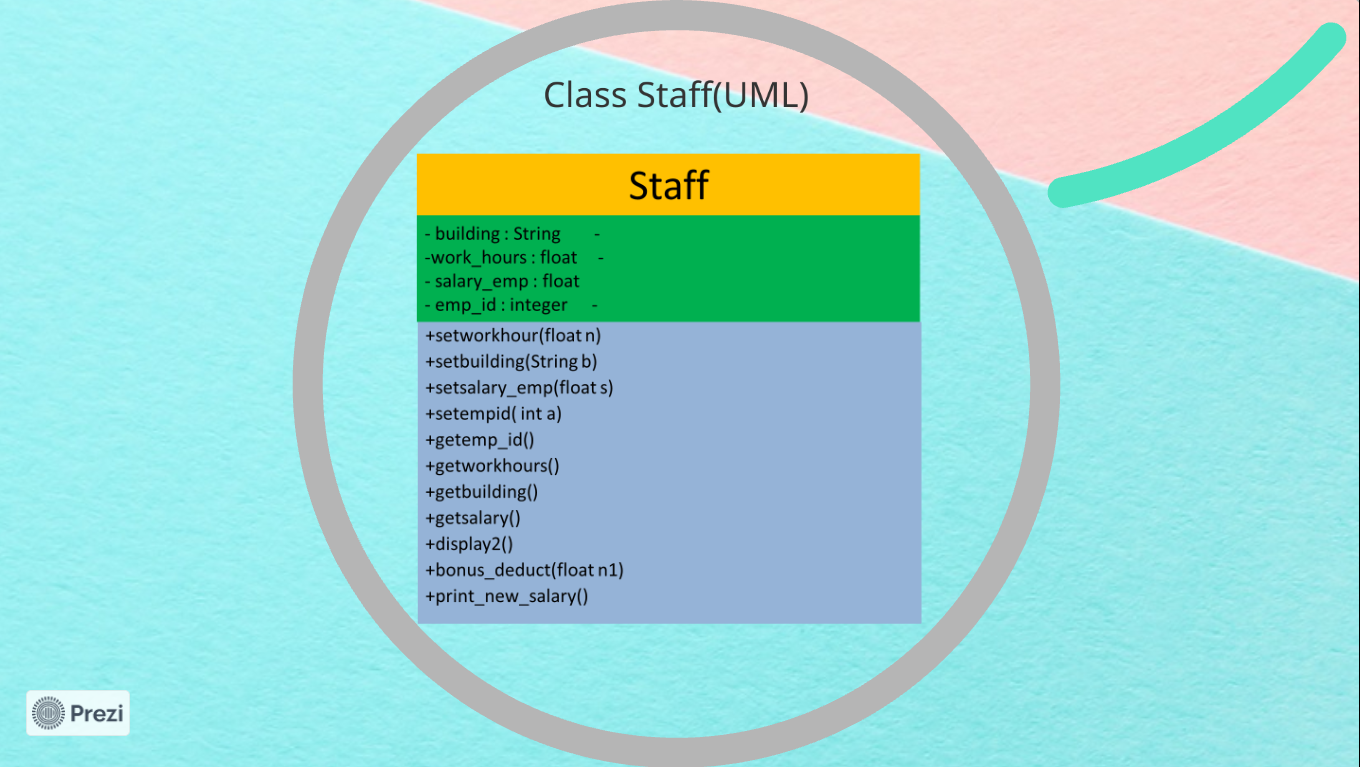 Class Staff(UML)
Staff
- building : String -
-work_hours : float -
- salary_emp : float
- emp_id : integer -
+setworkhour(float n)
+setbuilding(String b)
+setsalary_emp(float s)
+setempid( int a)
+getemp_id()
+getworkhours()
+getbuilding()
+getsalary()
+display2()
+bonus_deduct(float n1)
+print_new_salary()
Prezi